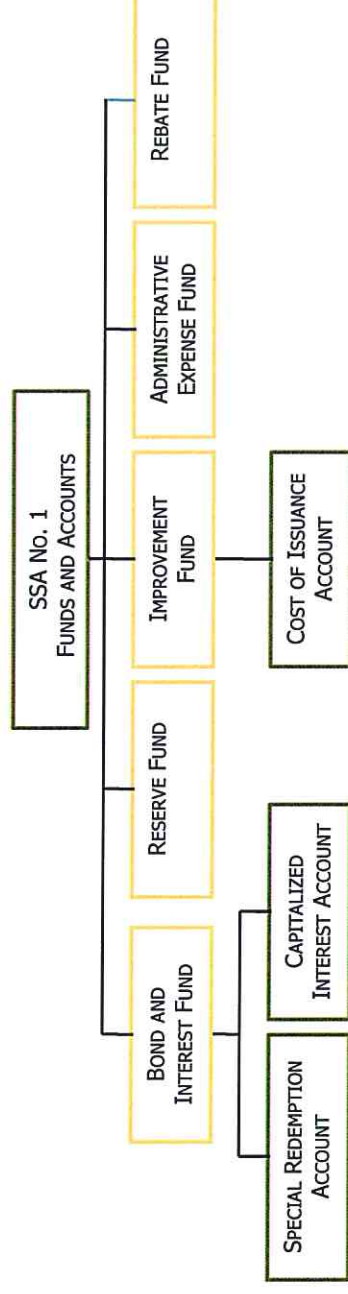 SSA No. 1
FUNDS AND ACCOUNTS
BOND AND
INTEREST FUND
RESERVE FUND
IMPROVEMENT
FUND
ADMINISTRATIVE
EXPENSE FUND
REBATE FUND
SPECIAL REDEMPTION
ACCOUNT
CAPITALIZED
INTEREST ACCOUNT
COST OF ISSUANCE
ACCOUNT